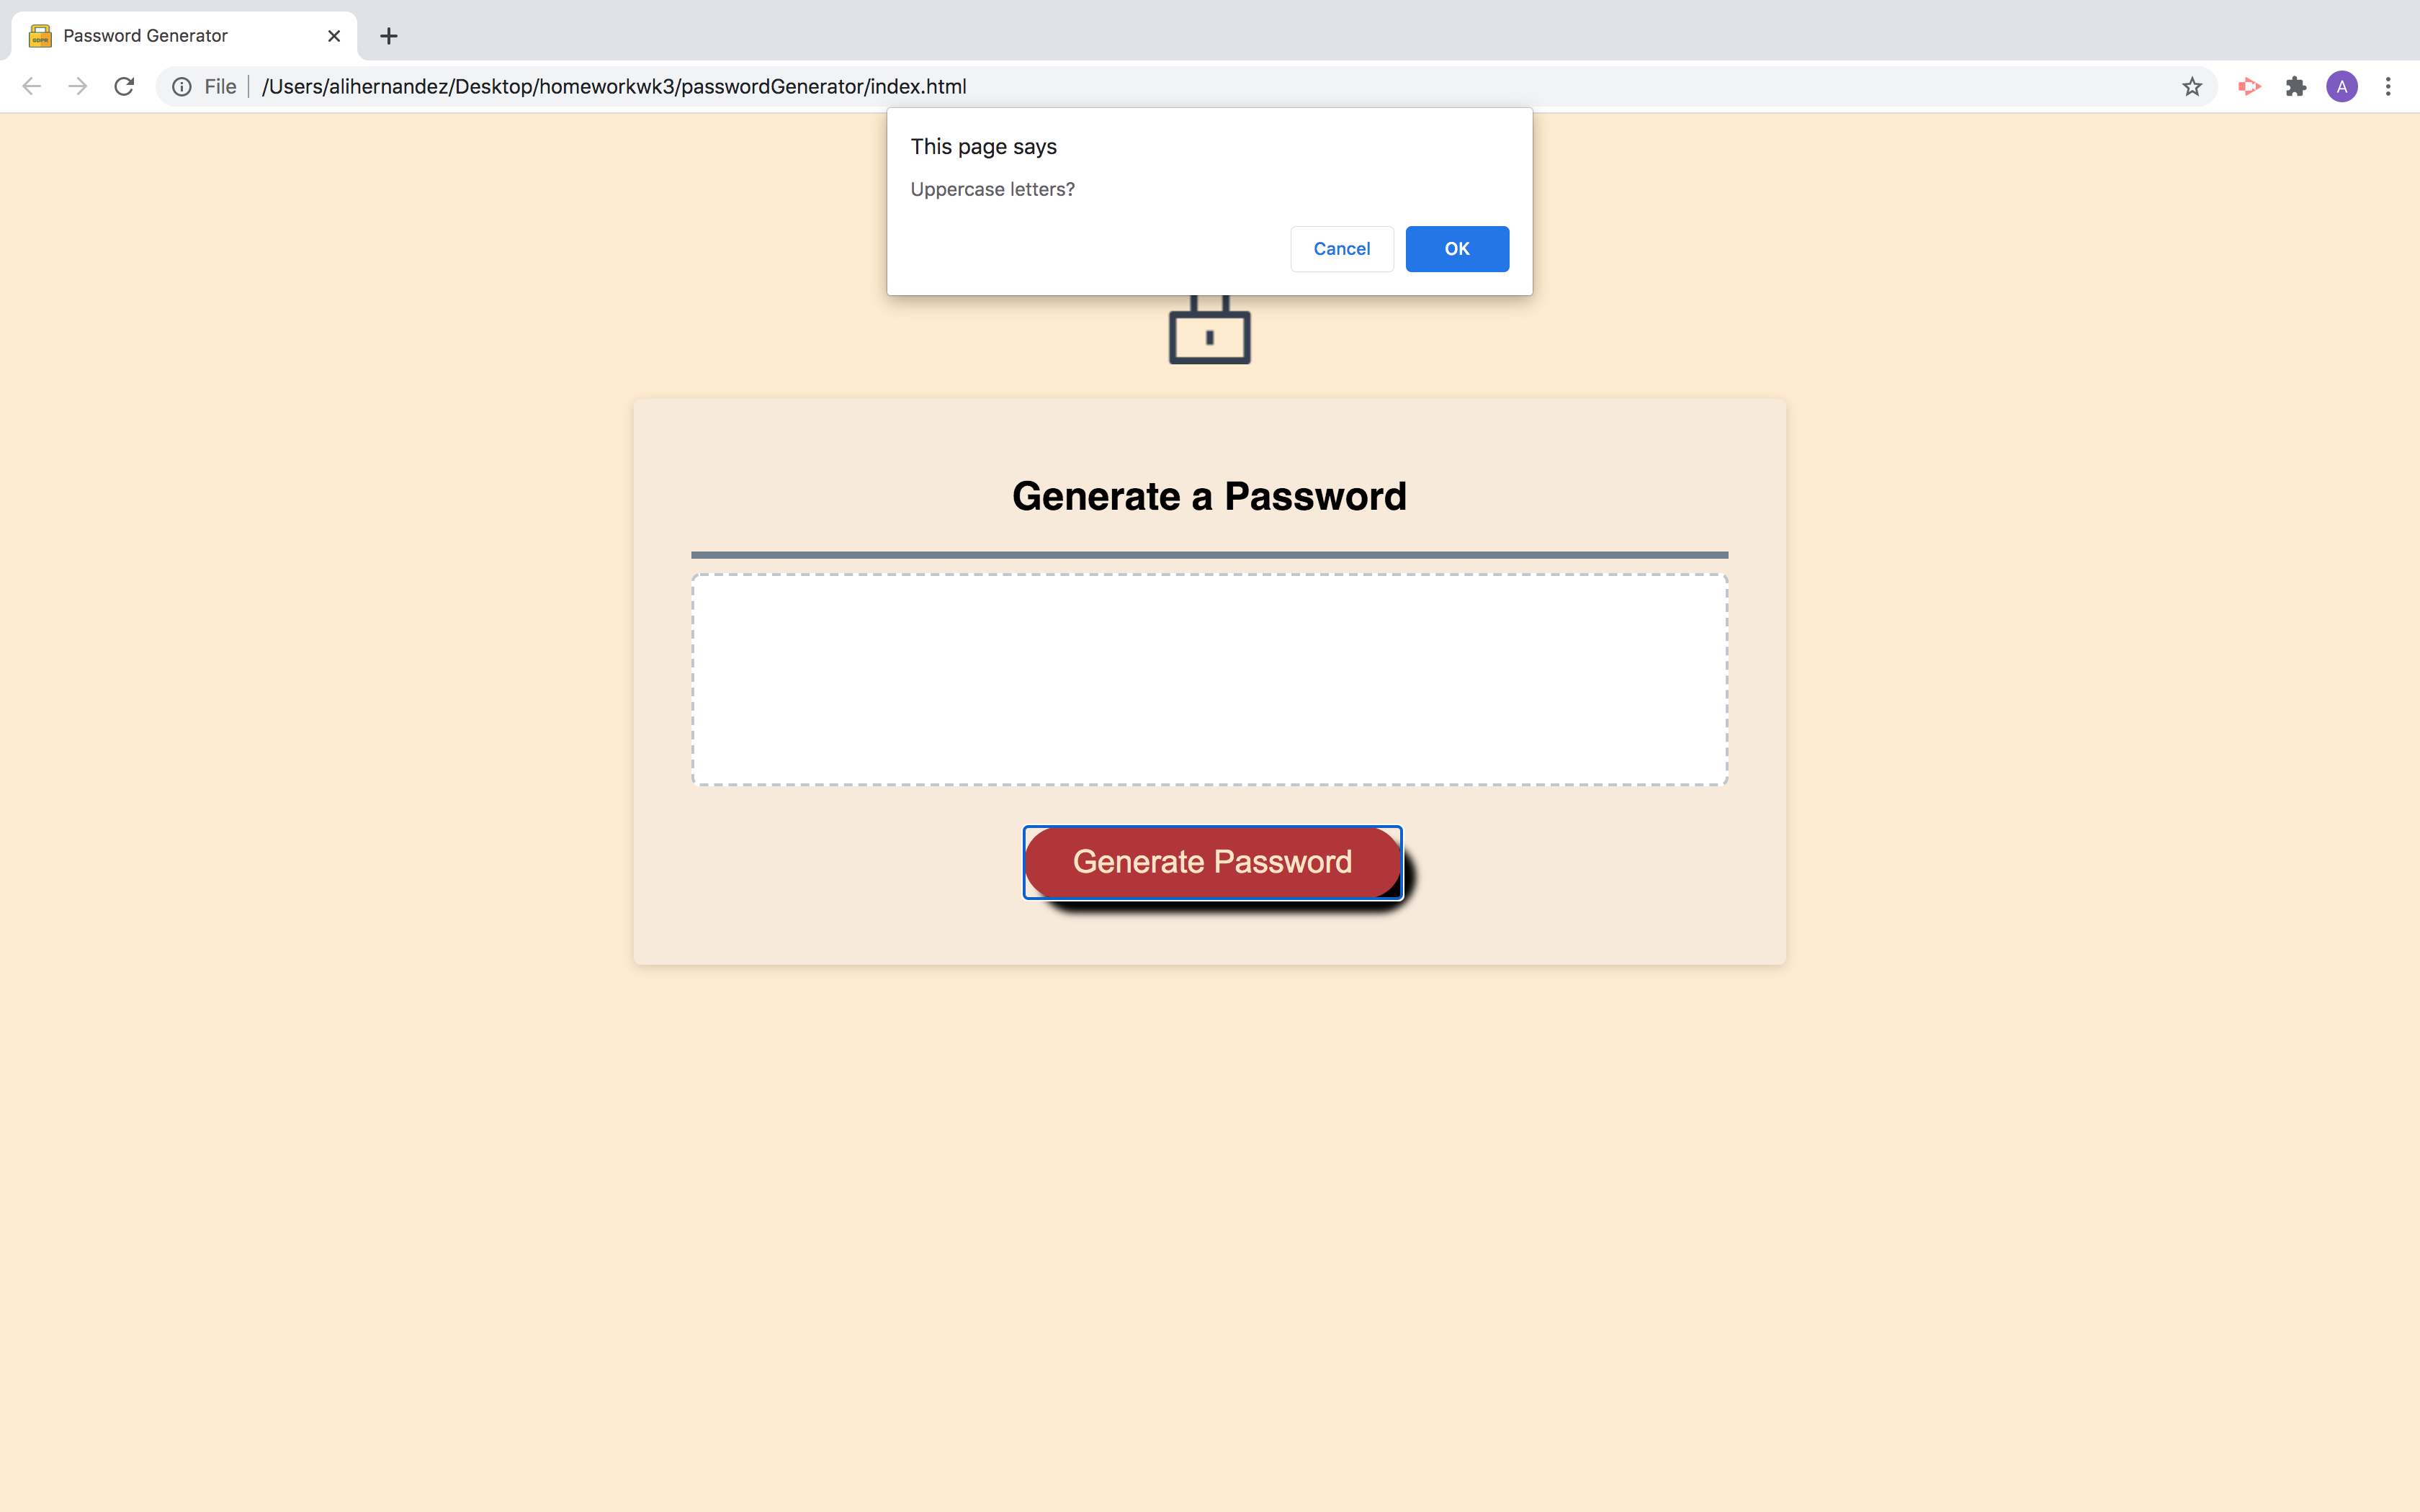 Password Generator
File /Users/alihernandez/Desktop/homeworkwk3/passwordGenerator/index.html
A
This page says
Uppercase letters?
Cancel OK
Generate a Password
Generate Password